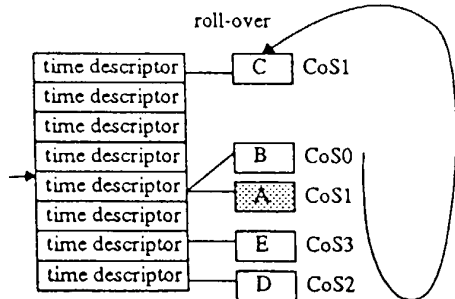 roll-over
time descriptor C CoS1
time descriptor
time descriptor
time descriptor B CoS0
time descriptor A CoS1
time descriptor
time descriptor E CoS3
time descriptor D CoS2